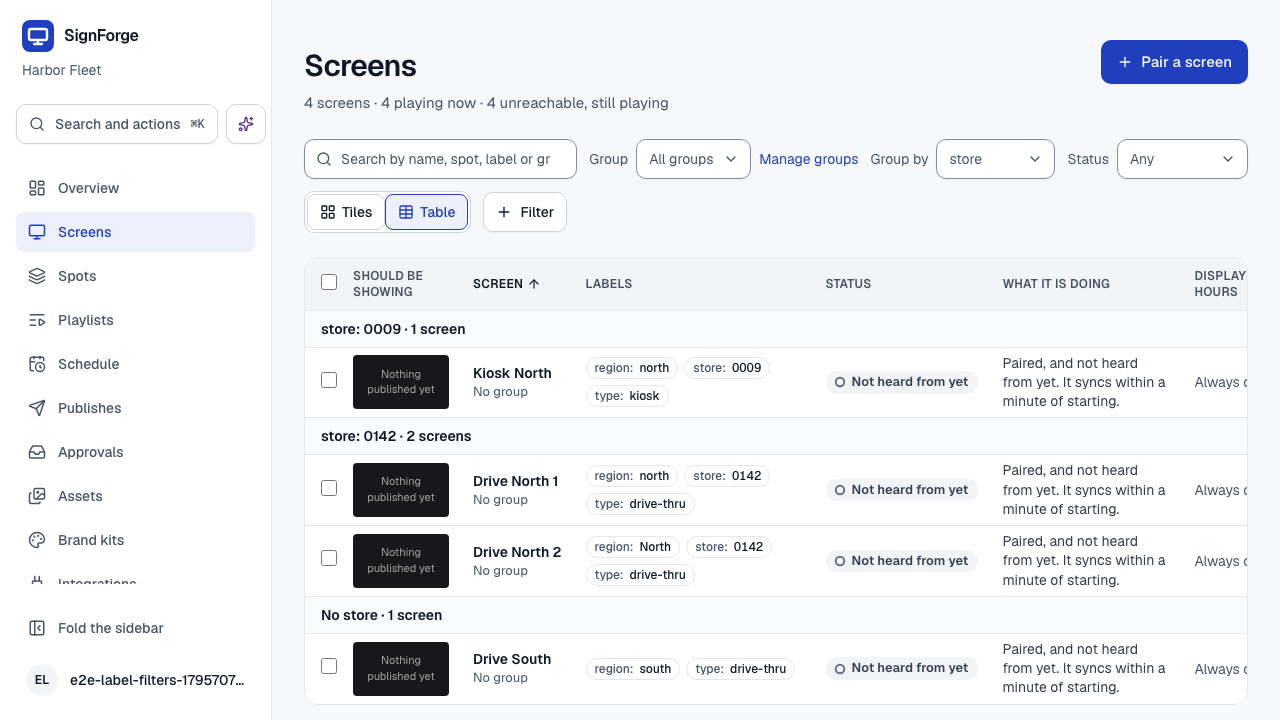 SignForge
Harbor Fleet
Search and actions ⌘K
Overview
Screens
Spots
Playlists
Schedule
Publishes
Approvals
Assets
Brand kits
Integrations
Fold the sidebar
EL e2e-label-filters-1795707…
Screens
Pair a screen
4 screens · 4 playing now · 4 unreachable, still playing
Search by name, spot, label or gr
Group All groups Manage groups Group by store Status Any
Tiles Table Filter
SHOULD BE SHOWING SCREEN LABELS STATUS WHAT IT IS DOING DISPLAY HOURS
store: 0009 · 1 screen
Nothing published yet
Kiosk North
No group
region: north store: 0009
type: kiosk
Not heard from yet
Paired, and not heard
from yet. It syncs within a
minute of starting.
Always
store: 0142 · 2 screens
Nothing published yet
Drive North 1
No group
region: north store: 0142
type: drive-thru
Not heard from yet
Paired, and not heard
from yet. It syncs within a
minute of starting.
Always
Nothing published yet
Drive North 2
No group
region: North store: 0142
type: drive-thru
Not heard from yet
Paired, and not heard
from yet. It syncs within a
minute of starting.
Always
No store · 1 screen
Nothing published yet
Drive South
No group
region: south type: drive-thru
Not heard from yet
Paired, and not heard
from yet. It syncs within a
minute of starting.
Always